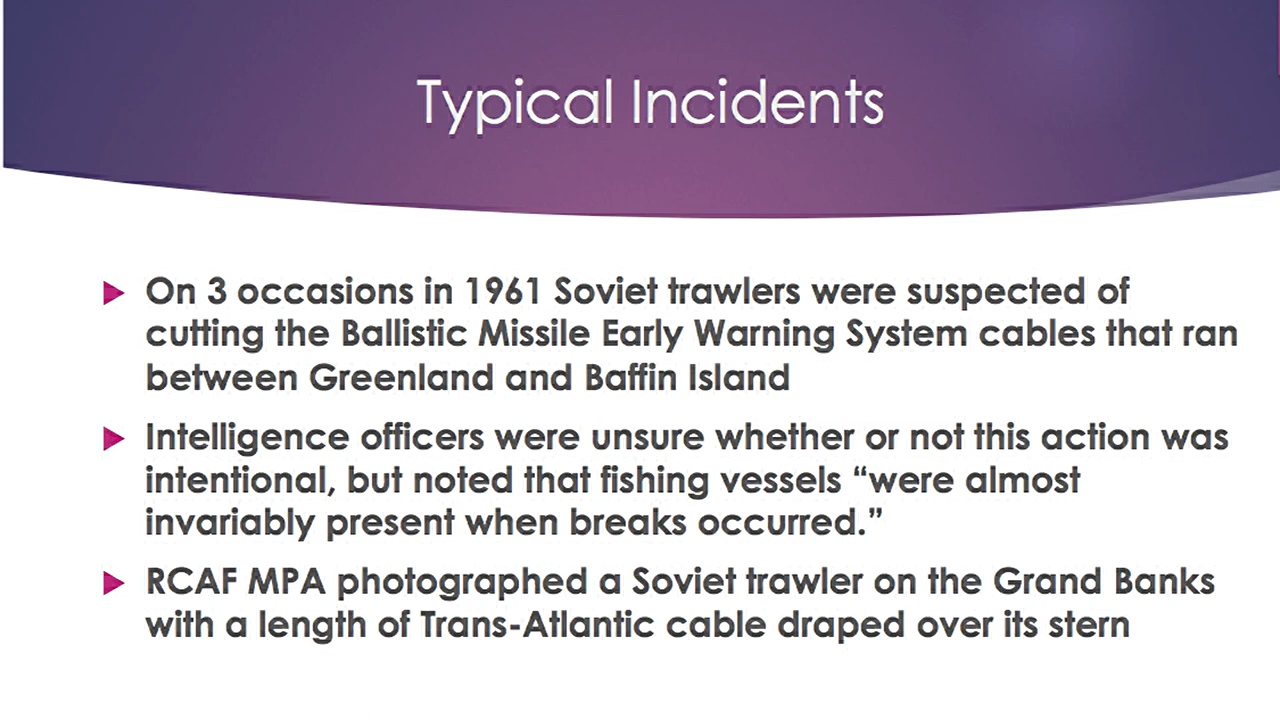 Typical Incidents
On 3 occasions in 1961 Soviet trawlers were suspected of
cutting the Ballistic Missile Early Warning System cables that ran
between Greenland and Baffin Island
Intelligence officers were unsure whether or not this action was
intentional, but noted that fishing vessels “were almost
invariably present when breaks occurred.”
RCAF MPA photographed a Soviet trawler on the Grand Banks
with a length of Trans-Atlantic cable draped over its stern